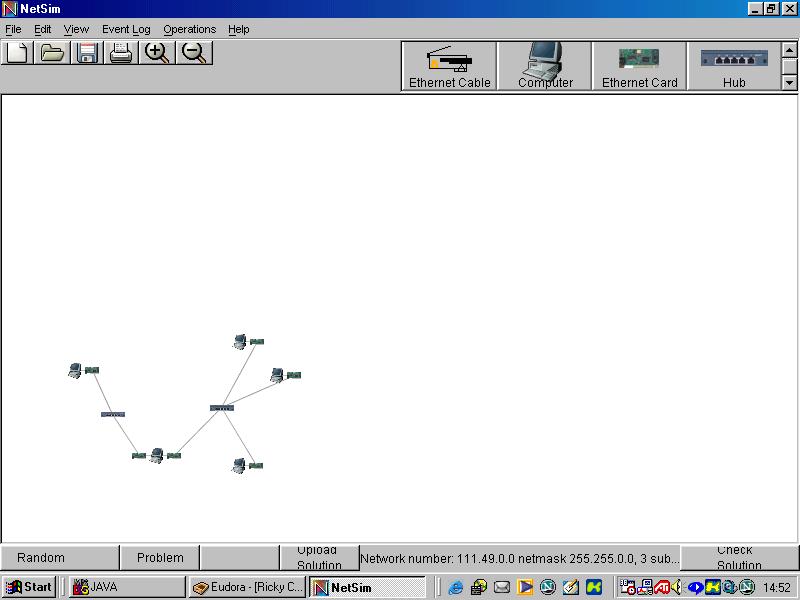 NetSim
File Edit View Event Log Operations Help
Ethernet Cable Computer Ethernet Card Hub
Random Problem Upload Solution Network number: 111.49.0.0 netmask 255.255.0.0, 3 sub... Check Solution
Start JAVA Eudora - [Ricky C... NetSim 14:52